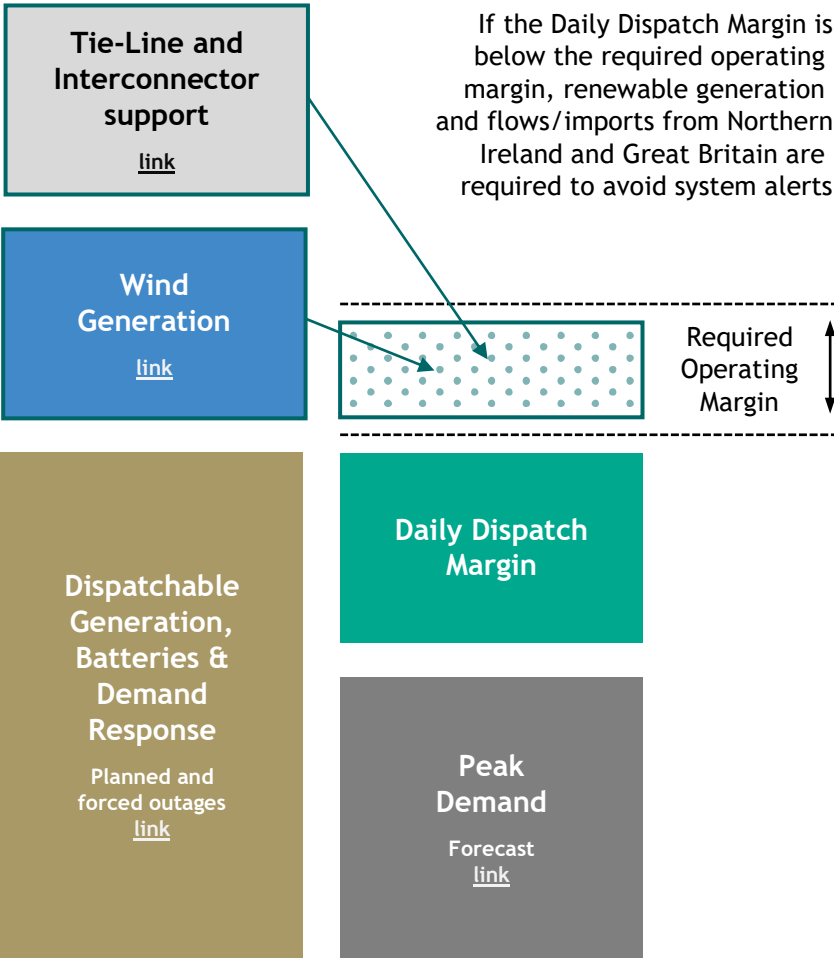 Tie-Line and
Interconnector
support
link
If the Daily Dispatch Margin is
below the required operating
margin, renewable generation
and flows/imports from Northern
Ireland and Great Britain are
required to avoid system alerts
Wind
Generation
link
Required
Operating
Margin
Daily Dispatch
Margin
Dispatchable
Generation,
Batteries &
Demand
Response
Planned and
forced outages
link
Peak
Demand
Forecast
link